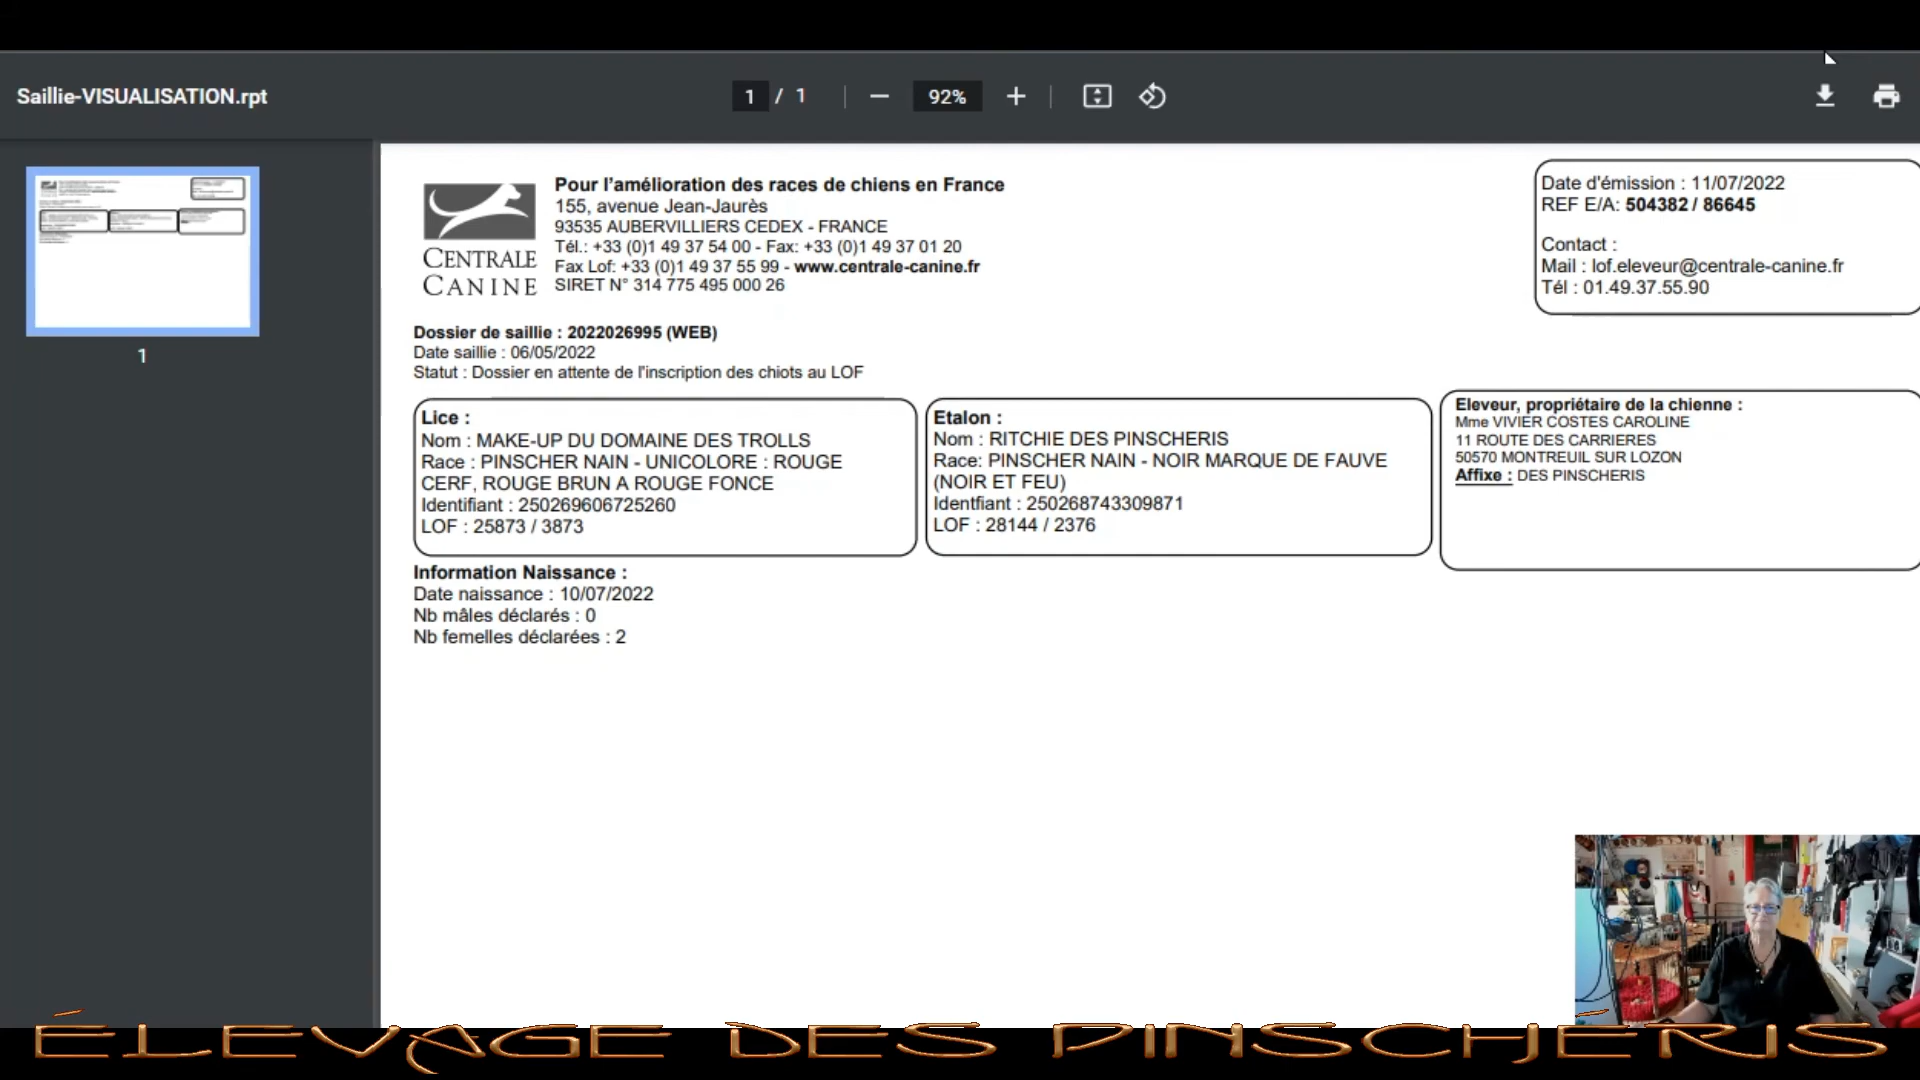 Saillie-VISUALISATION.rpt
1 / 1
92%
1
CENTRALE
CANINE
Pour l'amélioration des races de chiens en France
155, avenue Jean-Jaurès
93535 AUBERVILLIERS CEDEX - FRANCE
Tél.: +33 (0)1 49 37 54 00 - Fax: +33 (0)1 49 37 01 20
Fax Lof: +33 (0)1 49 37 55 99 - www.centrale-canine.fr
SIRET N° 314 775 495 000 26
Date d'émission : 11/07/2022
REF E/A: 504382 / 86645
Contact :
Mail : lof.eleveur@centrale-canine.fr
Tél : 01.49.37.55.90
Dossier de saillie : 2022026995 (WEB)
Date saillie : 06/05/2022
Statut : Dossier en attente de l'inscription des chiots au LOF
Lice :
Nom : MAKE-UP DU DOMAINE DES TROLLS
Race : PINSCHER NAIN - UNICOLORE : ROUGE
CERF, ROUGE BRUN A ROUGE FONCE
Identifiant : 250269606725260
LOF : 25873 / 3873
Etalon :
Nom : RITCHIE DES PINSCHERIS
Race: PINSCHER NAIN - NOIR MARQUE DE FAUVE
(NOIR ET FEU)
Identfiant : 250268743309871
LOF : 28144 / 2376
Eleveur, propriétaire de la chienne :
Mme VIVIER COSTES CAROLINE
11 ROUTE DES CARRIERES
50570 MONTREUIL SUR LOZON
Affixe : DES PINSCHERIS
Information Naissance :
Date naissance : 10/07/2022
Nb mâles déclarés : 0
Nb femelles déclarées : 2
ÉLEVAGE DES PINSCHÉRIS